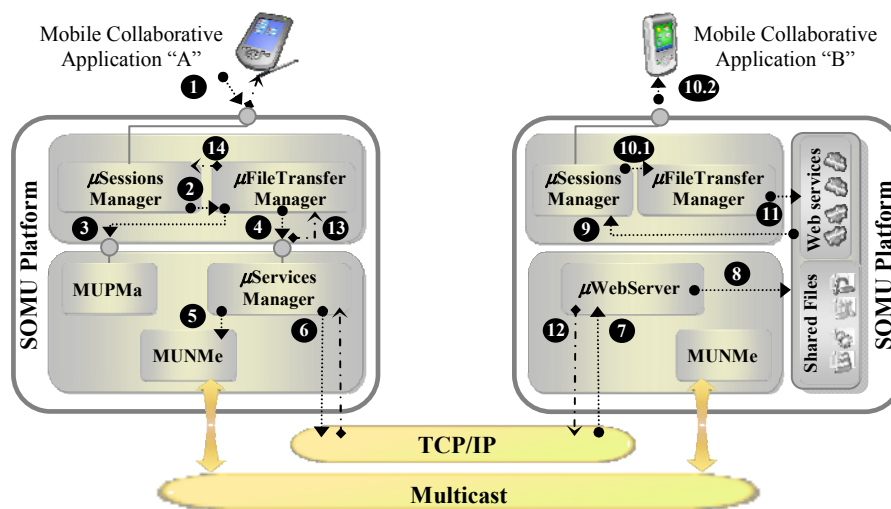 Mobile Collaborative
Application “A”
1
Mobile Collaborative
Application “B”
10.2
SOMU Platform
14
μSessions
Manager
2
μFileTransfer
Manager
3
4
13
MUPMa
μServices
Manager
5
6
MUNMe
10.1
μSessions
Manager
μFileTransfer
Manager
9
11
Web services
μWebServer
8
12
7
MUNMe
Shared Files
SOMU Platform
TCP/IP
Multicast